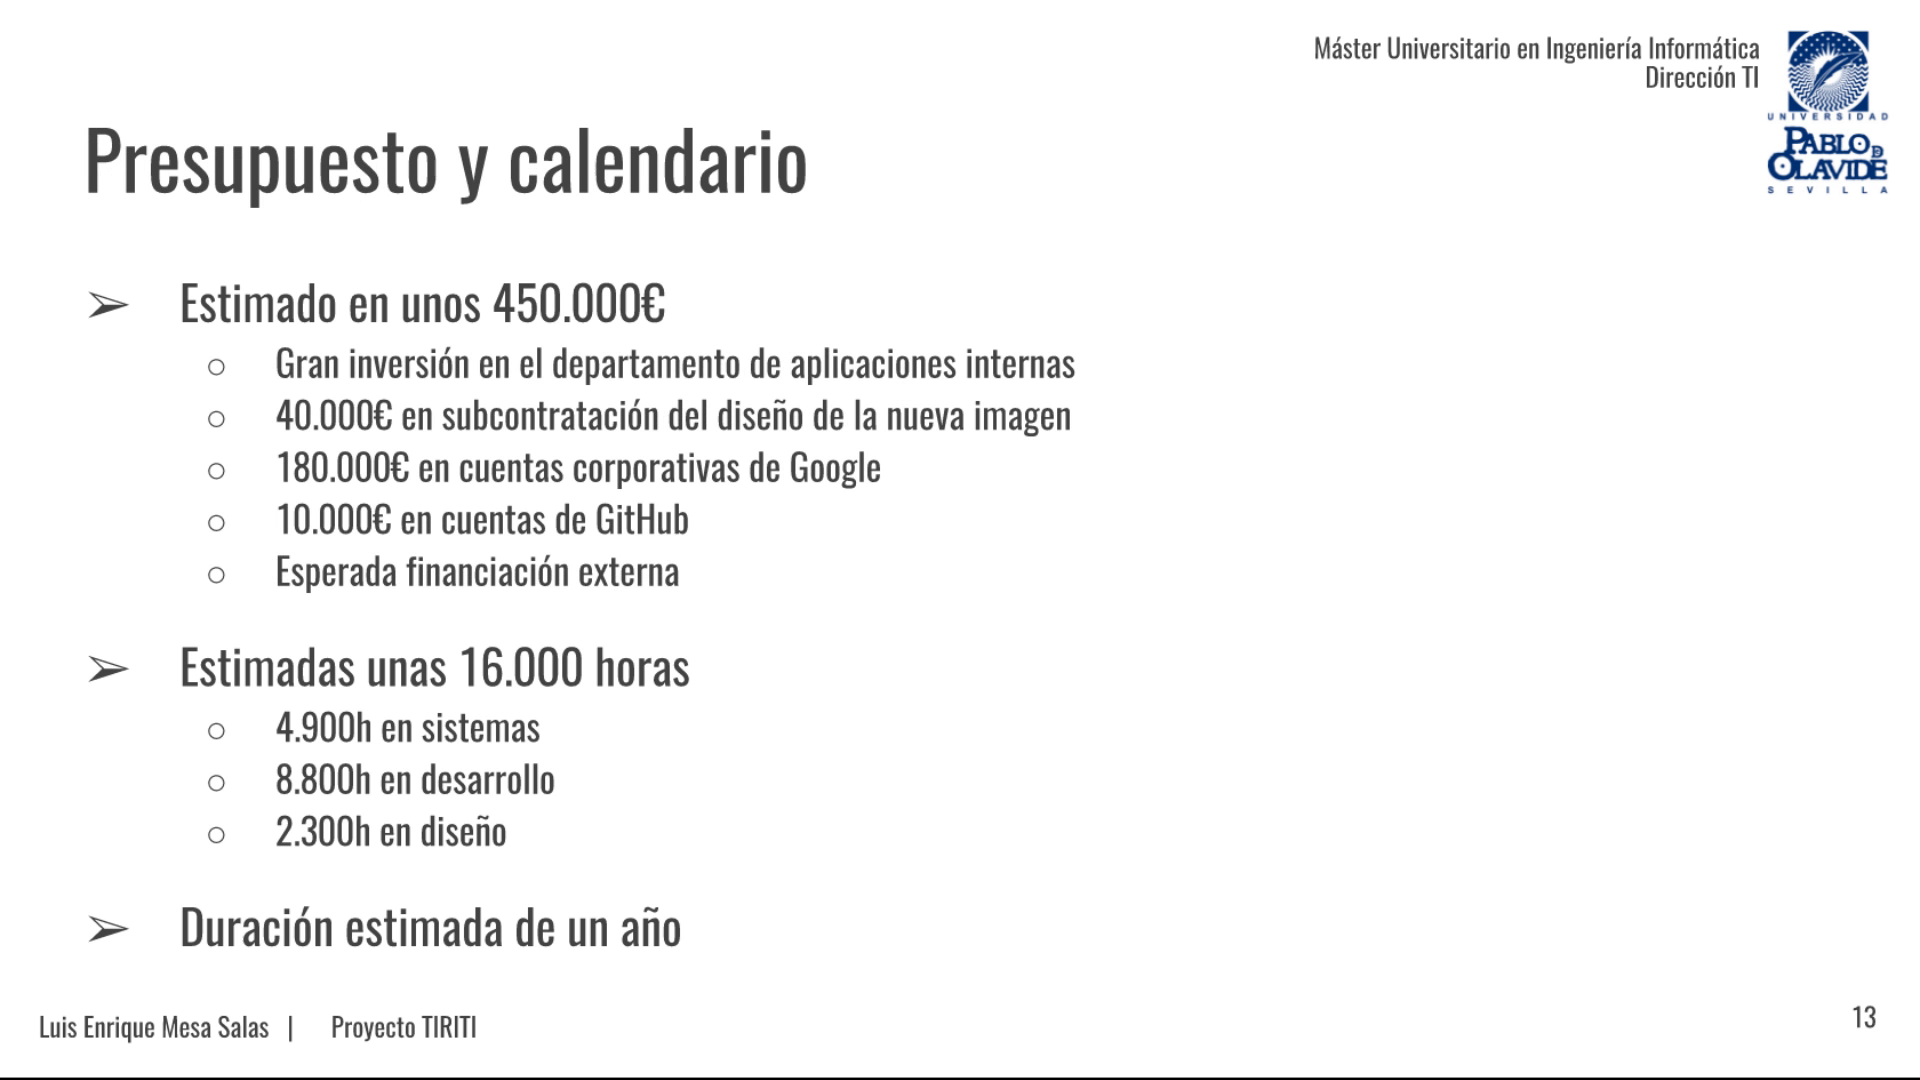 Máster Universitario en Ingeniería Informática
Dirección TI
UNIVERSIDAD
PABLO DE
OLAVIDE
SEVILLA
Presupuesto y calendario
➢ Estimado en unos 450.000€
○ Gran inversión en el departamento de aplicaciones internas
○ 40.000€ en subcontratación del diseño de la nueva imagen
○ 180.000€ en cuentas corporativas de Google
○ 10.000€ en cuentas de GitHub
○ Esperada financiación externa
➢ Estimadas unas 16.000 horas
○ 4.900h en sistemas
○ 8.800h en desarrollo
○ 2.300h en diseño
➢ Duración estimada de un año
Luis Enrique Mesa Salas | Proyecto TIRITI
13